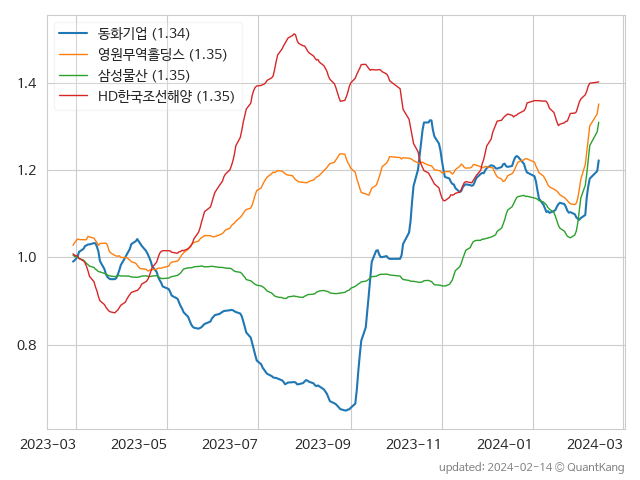 동화기업 (1.34)
영원무역홀딩스 (1.35)
삼성물산 (1.35)
HD한국조선해양 (1.35)
1.4
1.2
1.0
0.8
2023-03 2023-05 2023-07 2023-09 2023-11 2024-01 2024-03
updated: 2024-02-14 © QuantKang